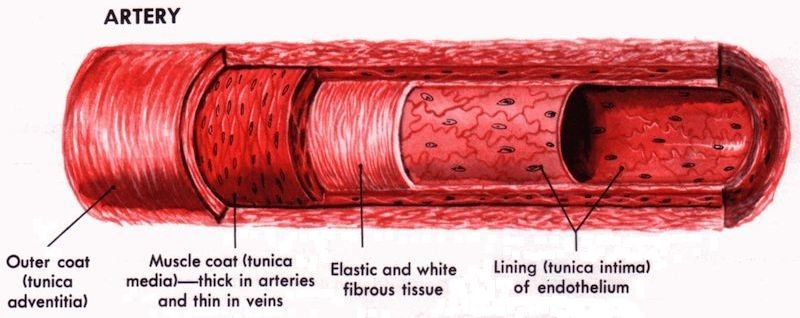 ARTERY
Outer coat
(tunica
adventitia)
Muscle coat (tunica
media)—thick in arteries
and thin in veins
Elastic and white
fibrous tissue
Lining (tunica intima)
of endothelium